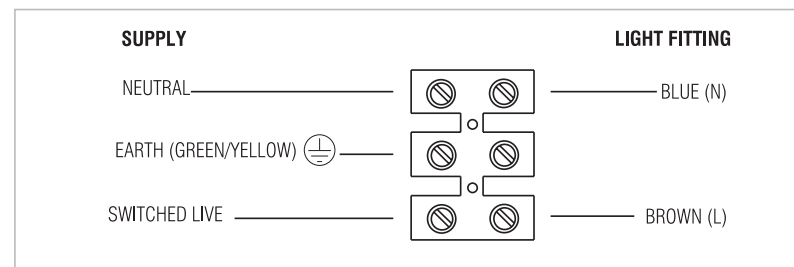 SUPPLY LIGHT FITTING
NEUTRAL BLUE (N)
EARTH (GREEN/YELLOW)
SWITCHED LIVE BROWN (L)